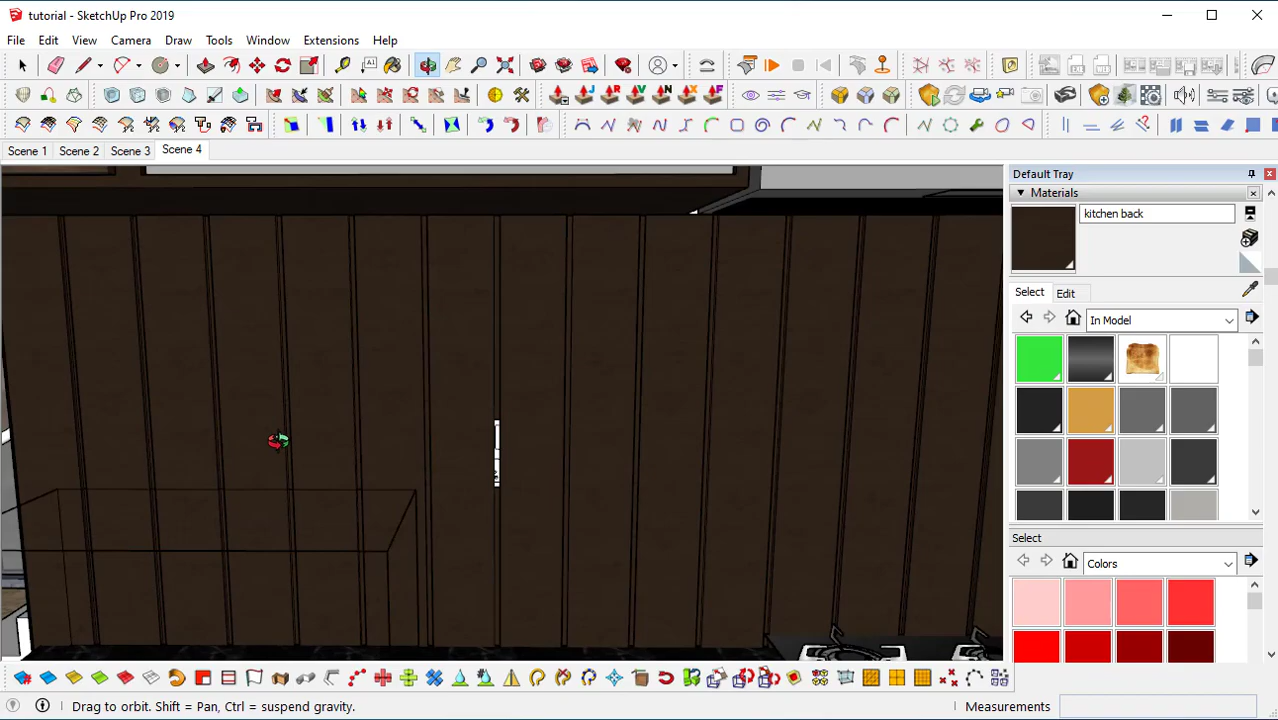 tutorial - SketchUp Pro 2019
File Edit View Camera Draw Tools Window Extensions Help
Scene 1 Scene 2 Scene 3 Scene 4
Default Tray
Materials
kitchen back
Select Edit
In Model
Select
Colors
Drag to orbit. Shift = Pan, Ctrl = suspend gravity.
Measurements